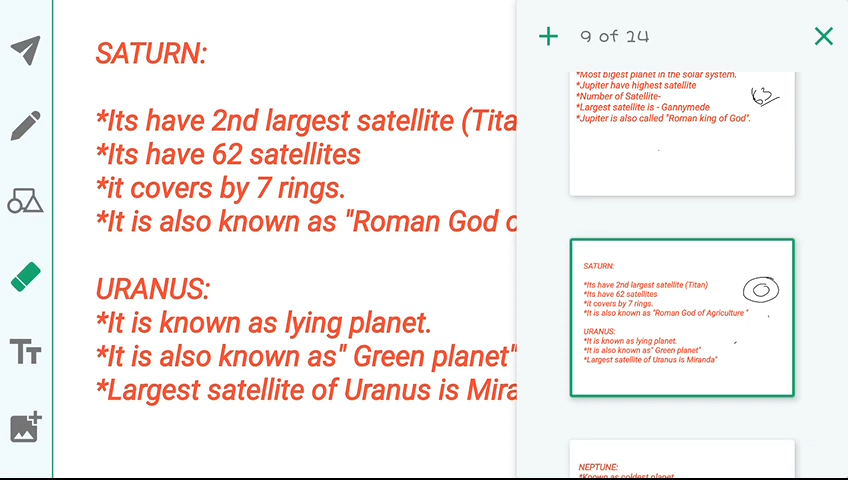 SATURN:
*Its have 2nd largest satellite (Tita
*Its have 62 satellites
*it covers by 7 rings.
*It is also known as "Roman God o
URANUS:
*It is known as lying planet.
*It is also known as" Green planet"
*Largest satellite of Uranus is Mira
TT
9 of 24
*Most bigest planet in the solar system.
*Jupiter have highest satellite
*Number of Satellite-
*Largest satellite is - Gannymede
*Jupiter is also called "Roman king of God".
63
SATURN:
*Its have 2nd largest satellite (Titan)
*Its have 62 satellites
*it covers by 7 rings.
*It is also known as "Roman God of Agriculture "
URANUS:
*It is known as lying planet.
*It is also known as" Green planet"
*Largest satellite of Uranus is Miranda"
NEPTUNE:
*Known as coldest planet